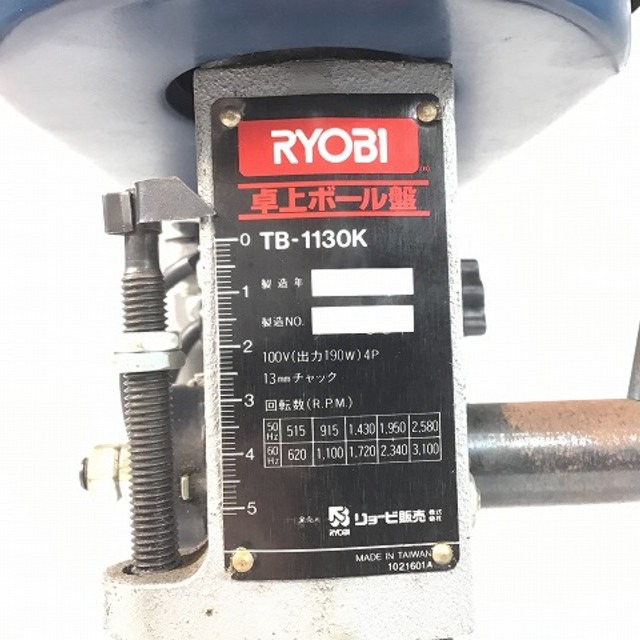 RYOBI
卓上ボール盤
0 TB-1130K
製造年
1
製造NO.
2
100V(出力190W)4P
13mmチャック
3
回転数(R.P.M.)
50Hz 515 915 1.430 1.950 2.580
60Hz 620 1,100 1,720 2.340 3,100
4
5
RYOBI リョービ販売株式会社
MADE IN TAIWAN
1021601A